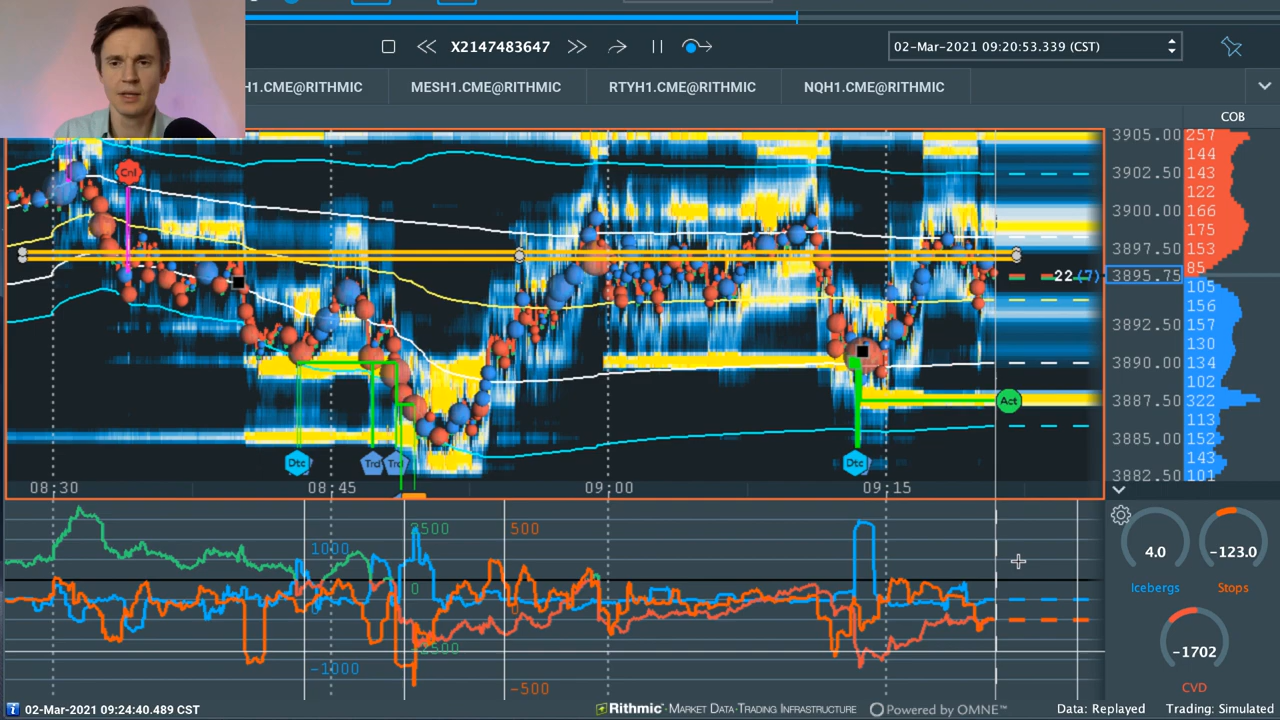 X2147483647
02-Mar-2021 09:20:53.339 (CST)
H1.CME@RITHMIC
MESH1.CME@RITHMIC
RTYH1.CME@RITHMIC
NQH1.CME@RITHMIC
COB
3905.00
257
144
3902.50
143
122
3900.00
166
175
3897.50
153
85
22 (7)
3895.75
105
156
3892.50
157
130
3890.00
134
102
3887.50
322
113
3885.00
152
143
3882.50
101
Cnl
Act
Dtc
Trd
Trd
Dtc
08:30
08:45
09:00
09:15
3500
500
1000
0
0
0
-2500
-1000
-500
4.0
-123.0
Icebergs
Stops
-1702
CVD
02-Mar-2021 09:24:40.489 CST
Rithmic · Market Data·Trading Infrastructure
Powered by OMNE™
Data: Replayed
Trading: Simulated